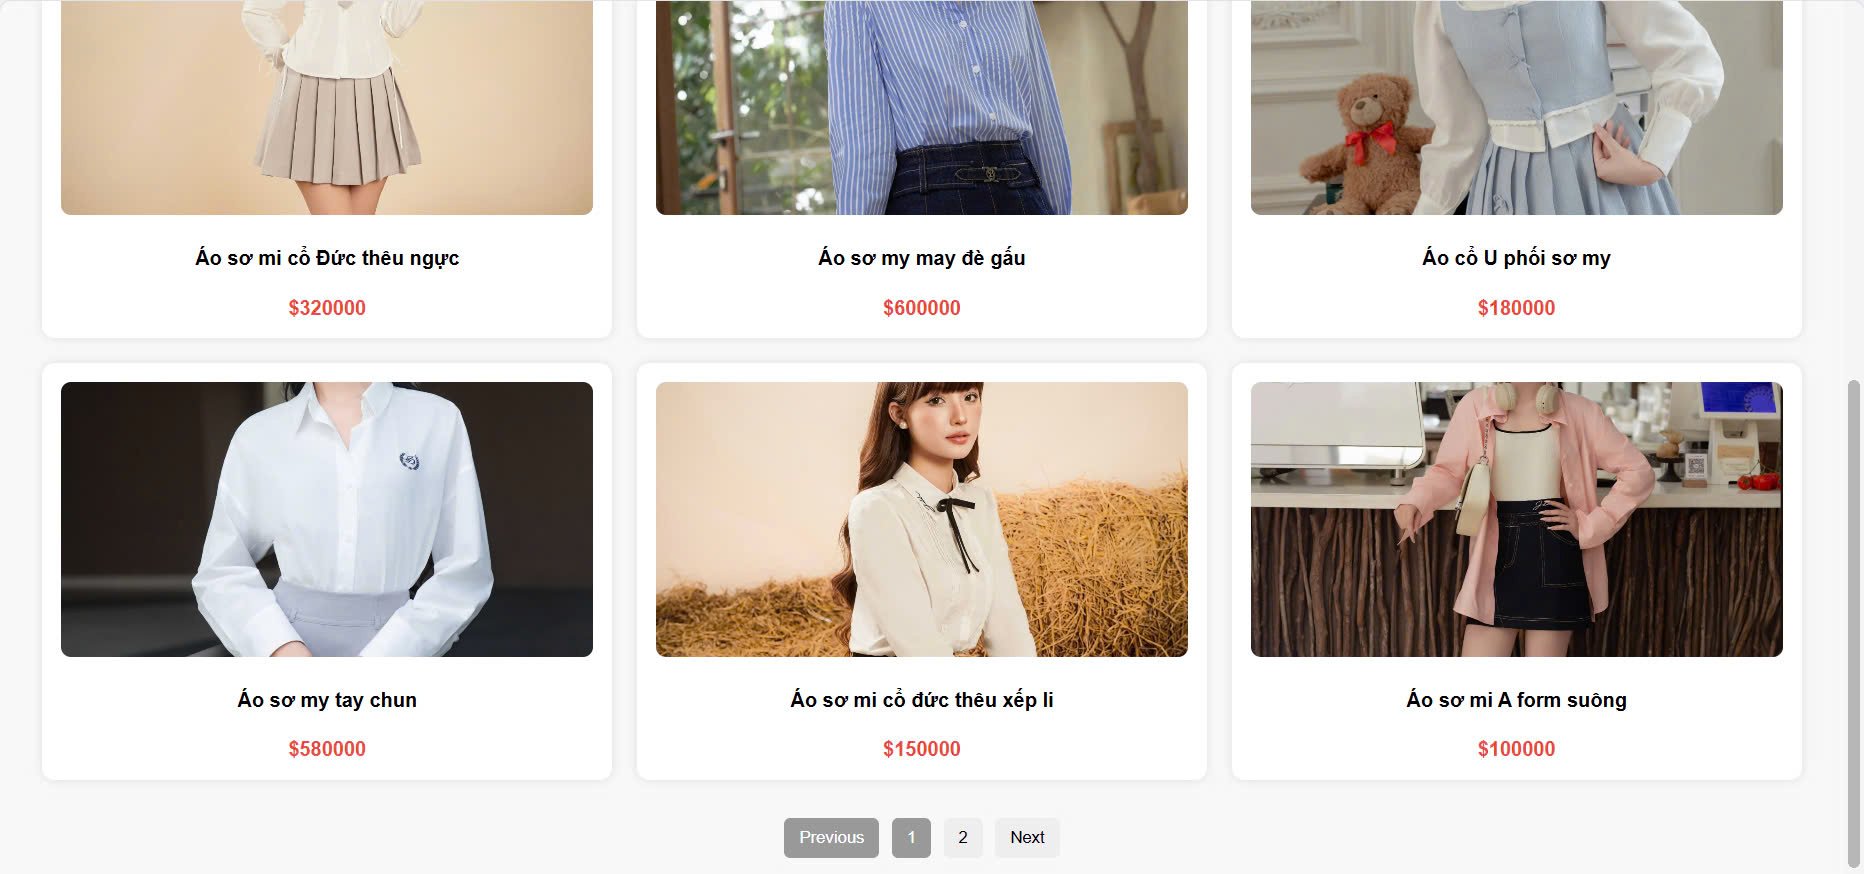 Áo sơ mi cổ Đức thêu ngực
$320000
Áo sơ my may đè gấu
$600000
Áo cổ U phối sơ my
$180000
Áo sơ my tay chun
$580000
Áo sơ mi cổ đức thêu xếp li
$150000
Áo sơ mi A form suông
$100000
Previous 1 2 Next